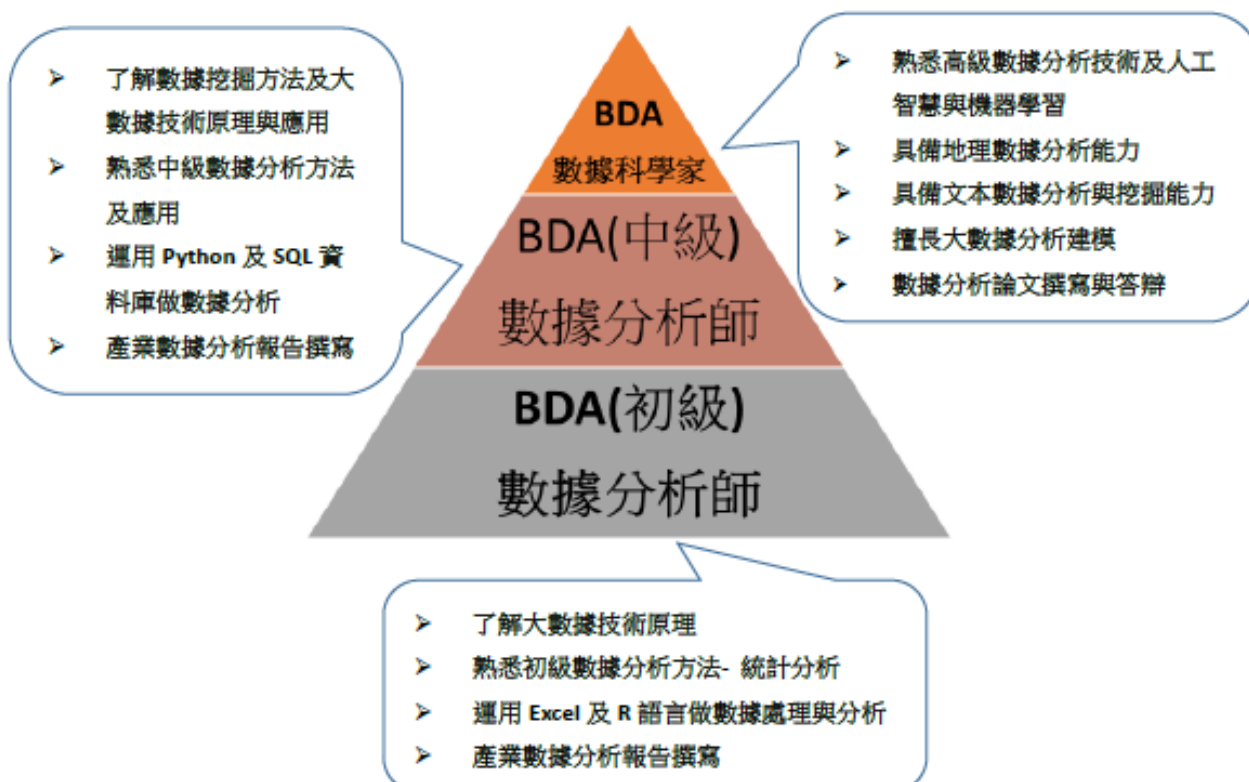 ➢ 了解數據挖掘方法及大
數據技術原理與應用
➢ 熟悉中級數據分析方法
及應用
➢ 運用 Python 及 SQL 資
料庫做數據分析
➢ 產業數據分析報告撰寫
BDA
數據科學家
BDA(中級)
數據分析師
BDA(初級)
數據分析師
➢ 熟悉高級數據分析技術及人工
智慧與機器學習
➢ 具備地理數據分析能力
➢ 具備文本數據分析與挖掘能力
➢ 擅長大數據分析建模
➢ 數據分析論文撰寫與答辯
➢ 了解大數據技術原理
➢ 熟悉初級數據分析方法- 統計分析
➢ 運用 Excel 及 R 語言做數據處理與分析
➢ 產業數據分析報告撰寫